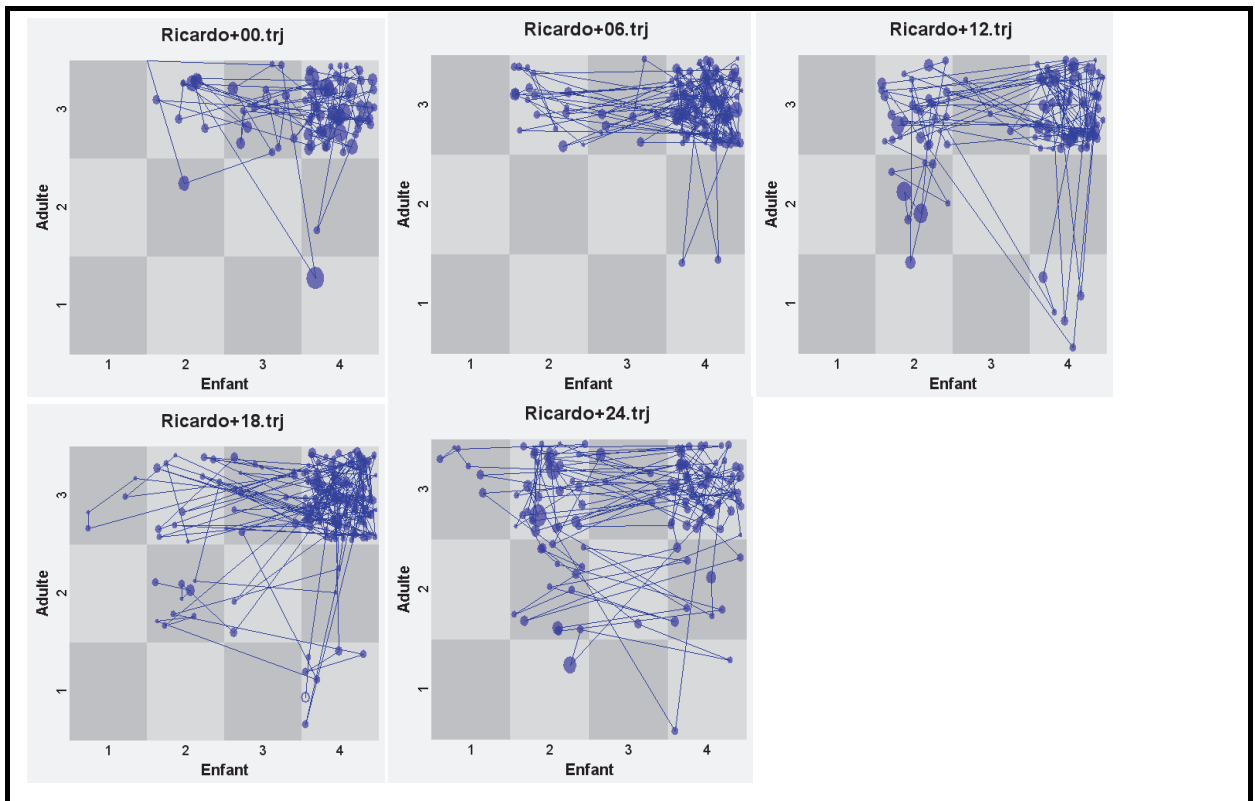 Ricardo+00.trj
Adulte
3
2
1
1 2 3 4
Enfant
Ricardo+06.trj
Adulte
3
2
1
1 2 3 4
Enfant
Ricardo+12.trj
Adulte
3
2
1
1 2 3 4
Enfant
Ricardo+18.trj
Adulte
3
2
1
1 2 3 4
Enfant
Ricardo+24.trj
Adulte
3
2
1
1 2 3 4
Enfant